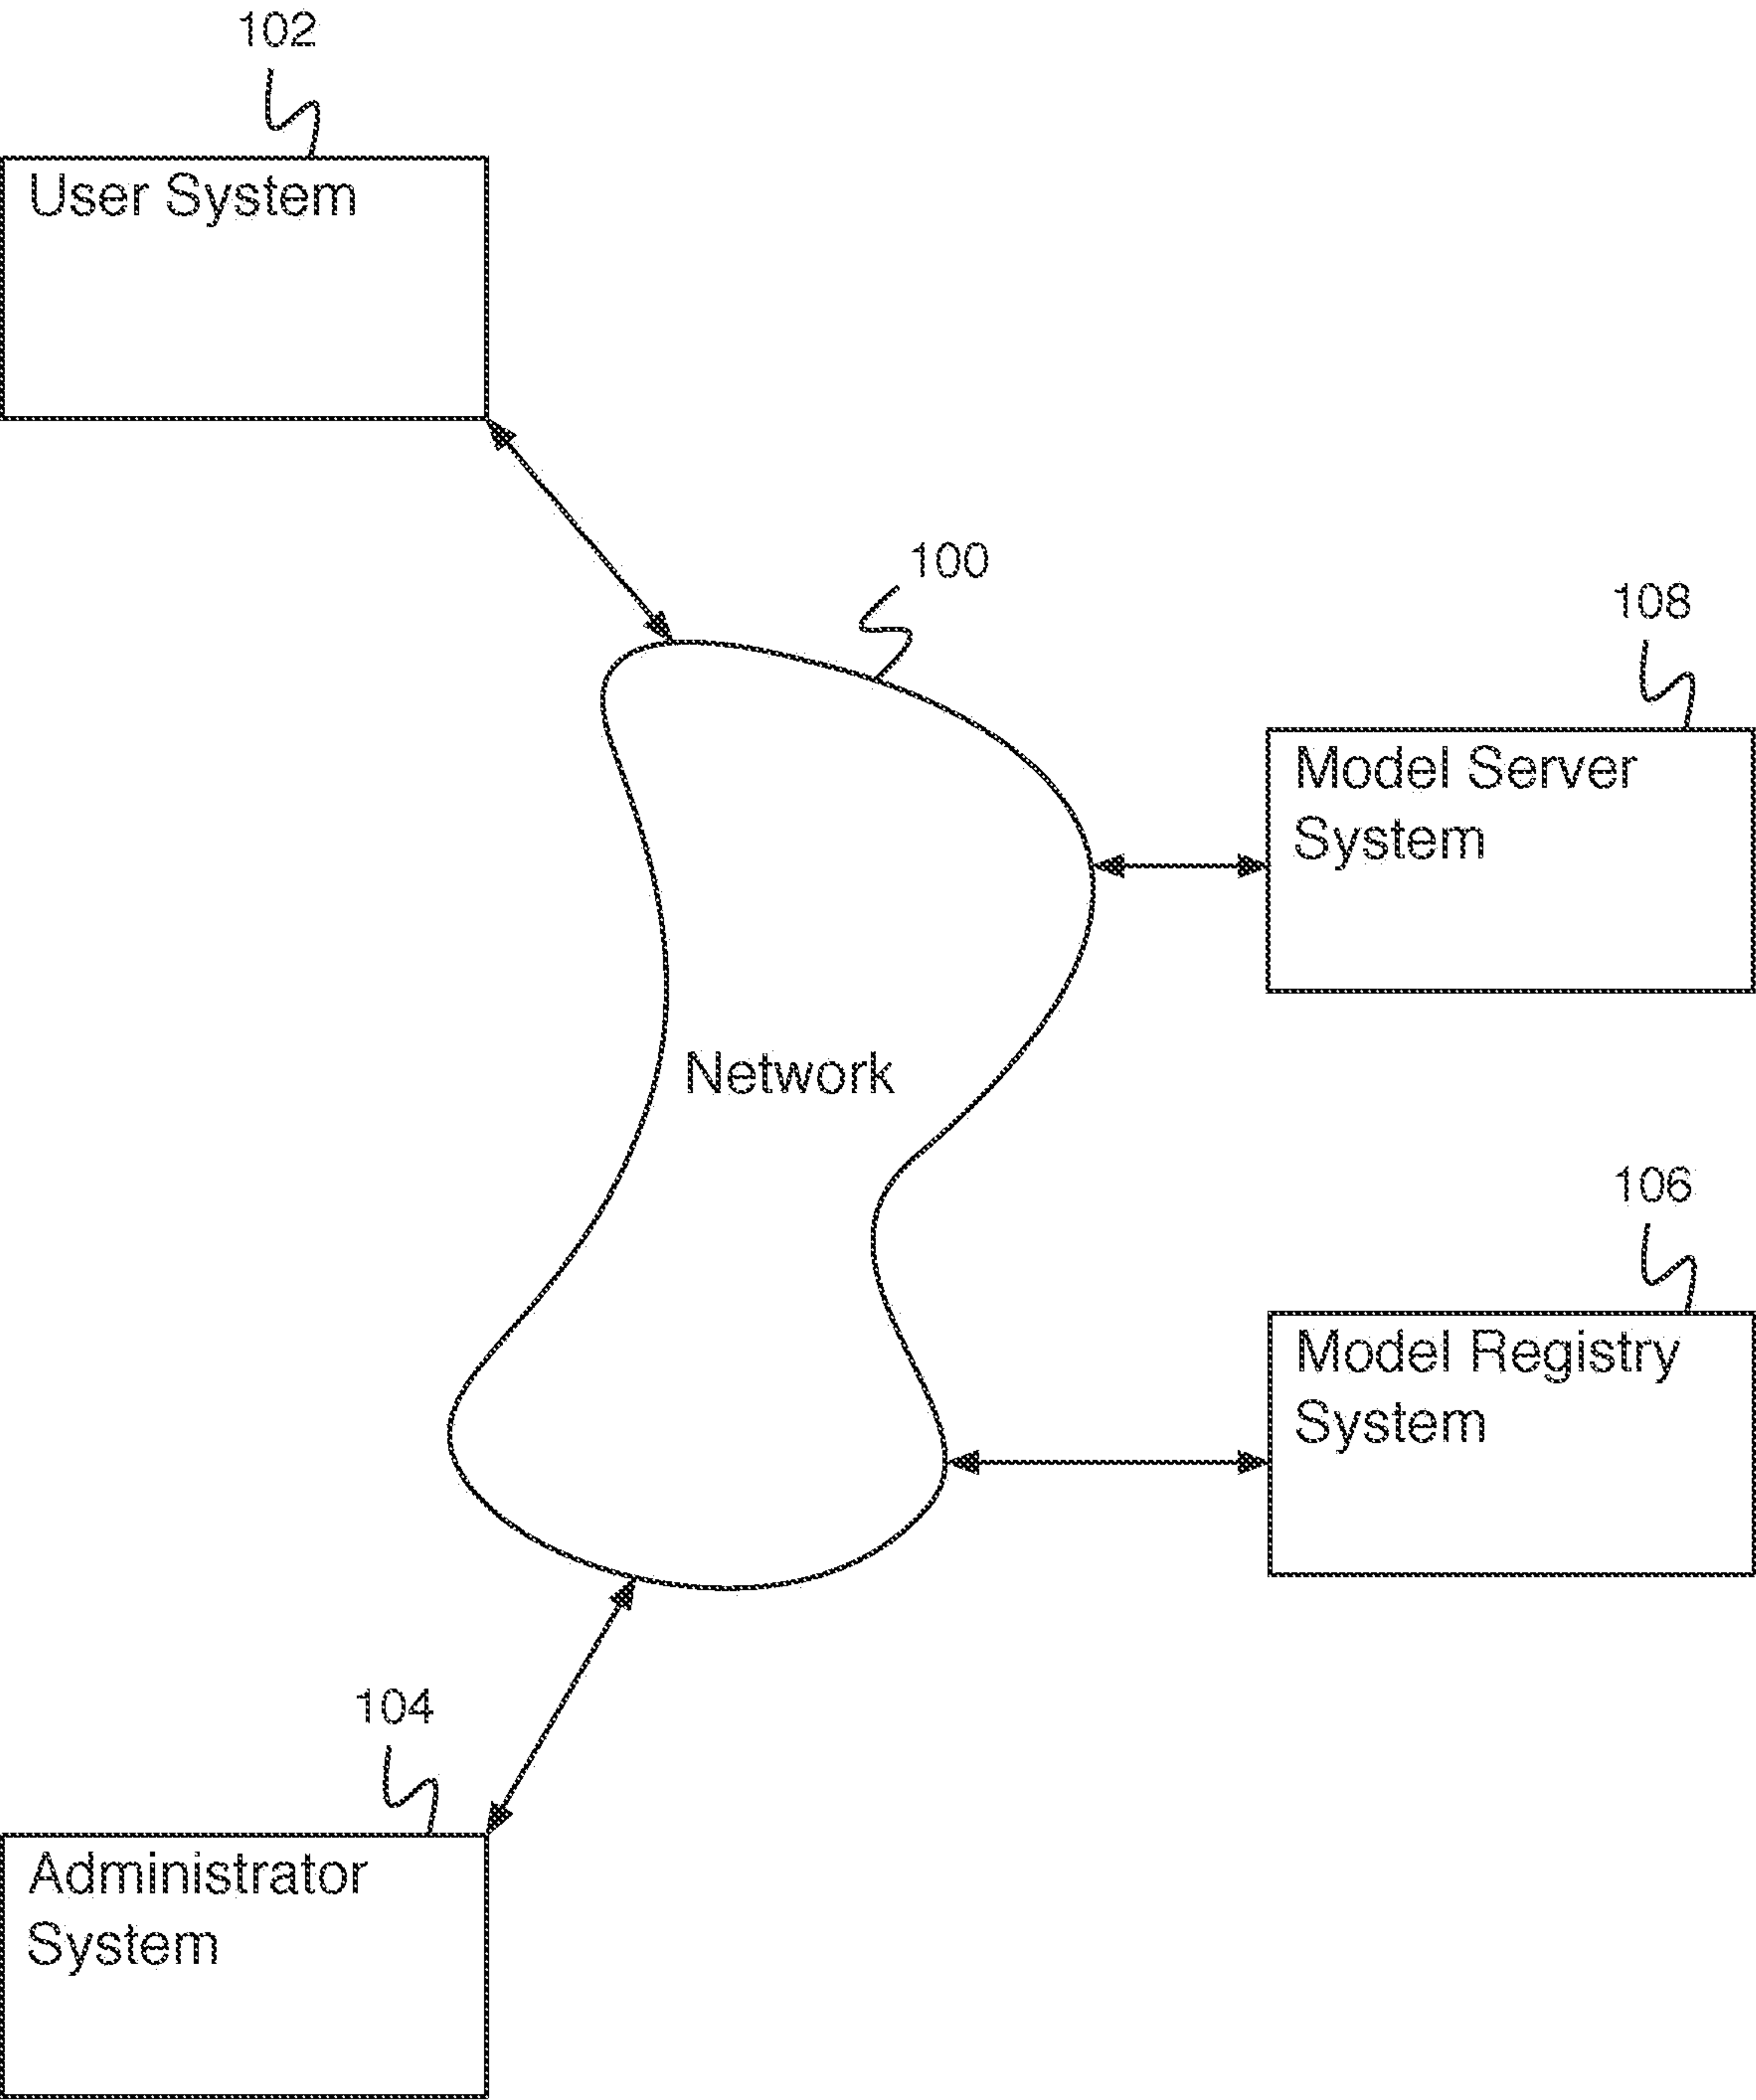 102
User System
100
108
Model Server
System
Network
106
Model Registry
System
104
Administrator
System